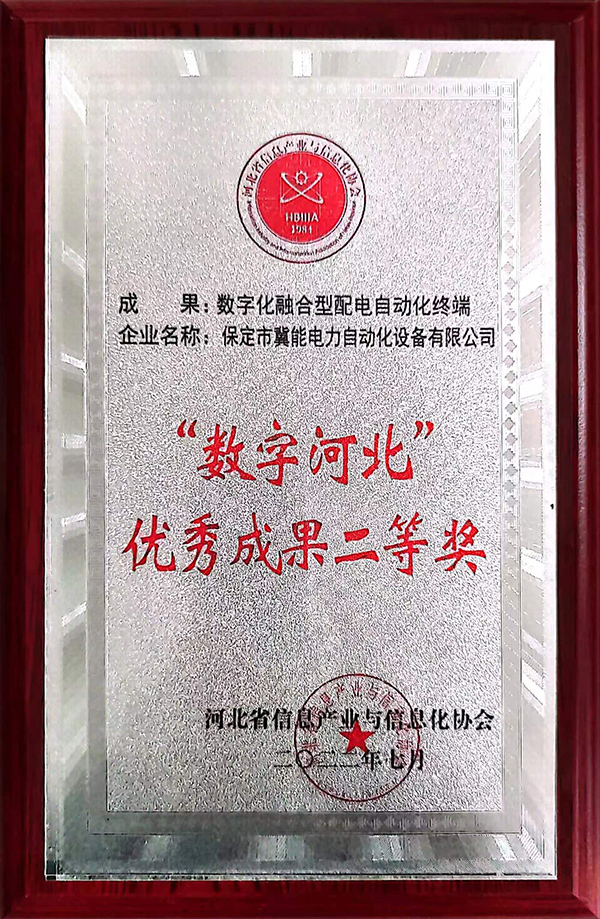 河北省信息产业与信息化协会
HBIIIA
1984
成 果：数字化融合型配电自动化终端
企业名称：保定市冀能电力自动化设备有限公司
“数字河北”
优秀成果二等奖
河北省信息产业与信息化协会
二〇二二年七月